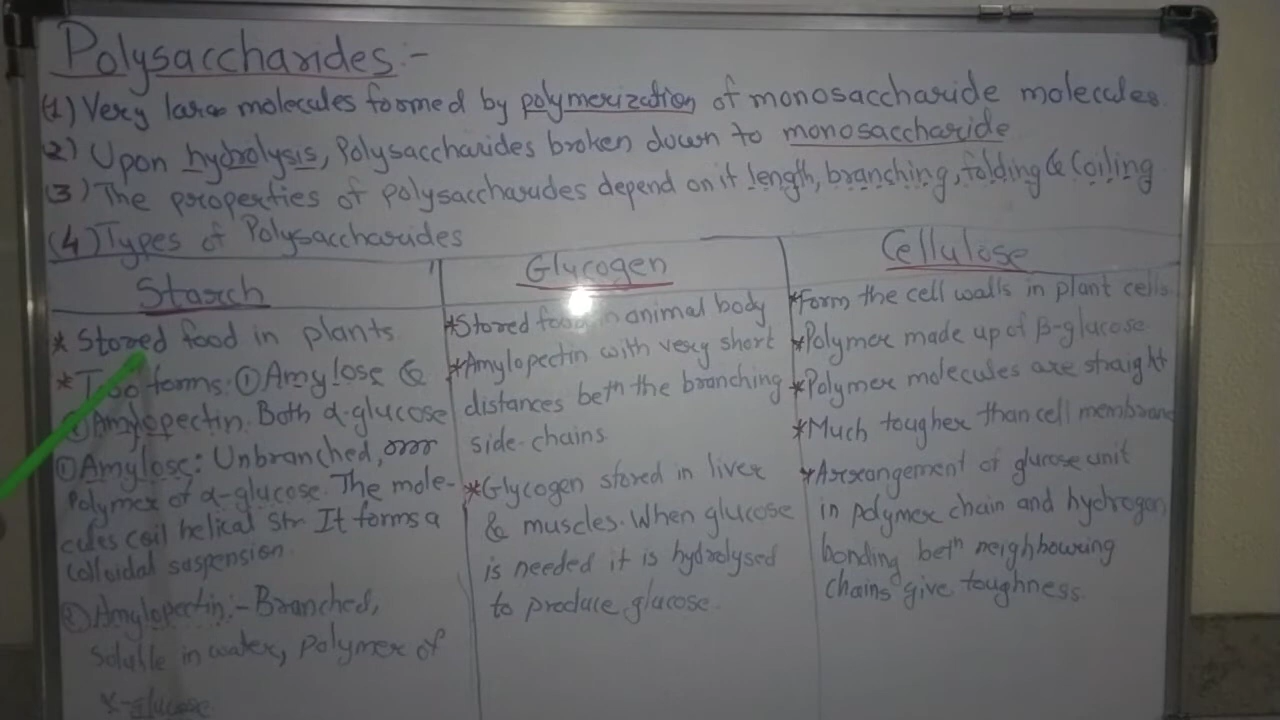 Polysaccharides:-
(1) Very large molecules formed by polymerization of monosaccharide molecules.
2) Upon hydrolysis, Polysaccharides broken down to monosaccharide
(3) The properties of polysaccharides depend on it length, branching, folding & Coiling
(4) Types of Polysaccharides
Starch
* Stored food in plants.
* Two forms: ① Amylose &
Amylopectin. Both α-glucose
① Amylose: Unbranched,
Polymer of α-glucose. The mole-
cules coil helical str. It forms a
colloidal suspension.
② Amylopectin:- Branched,
Soluble in water, polymer of
α-glucose
Glycogen
*Stored food in animal body
*Amylopectin with very short
distances betn the branching
side-chains
*Glycogen stored in liver
& muscles. When glucose
is needed it is hydrolysed
to produce glucose.
Cellulose
*Form the cell walls in plant cells.
*Polymer made up of β-glucose
*Polymer molecules are straight
*Much tougher than cell membrane
*Arrangement of glucose unit
in polymer chain and hydrogen
bonding betn neighbouring
chains give toughness.